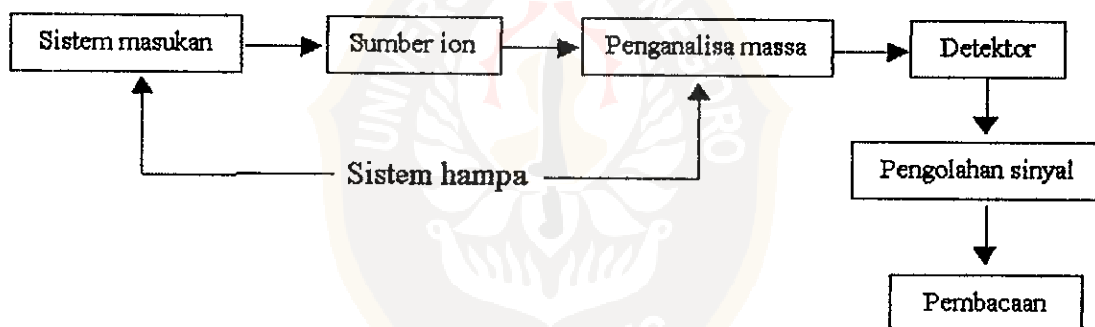 Sistem masukan
Sumber ion
Penganalisa massa
Detektor
Sistem hampa
Pengolahan sinyal
Pembacaan